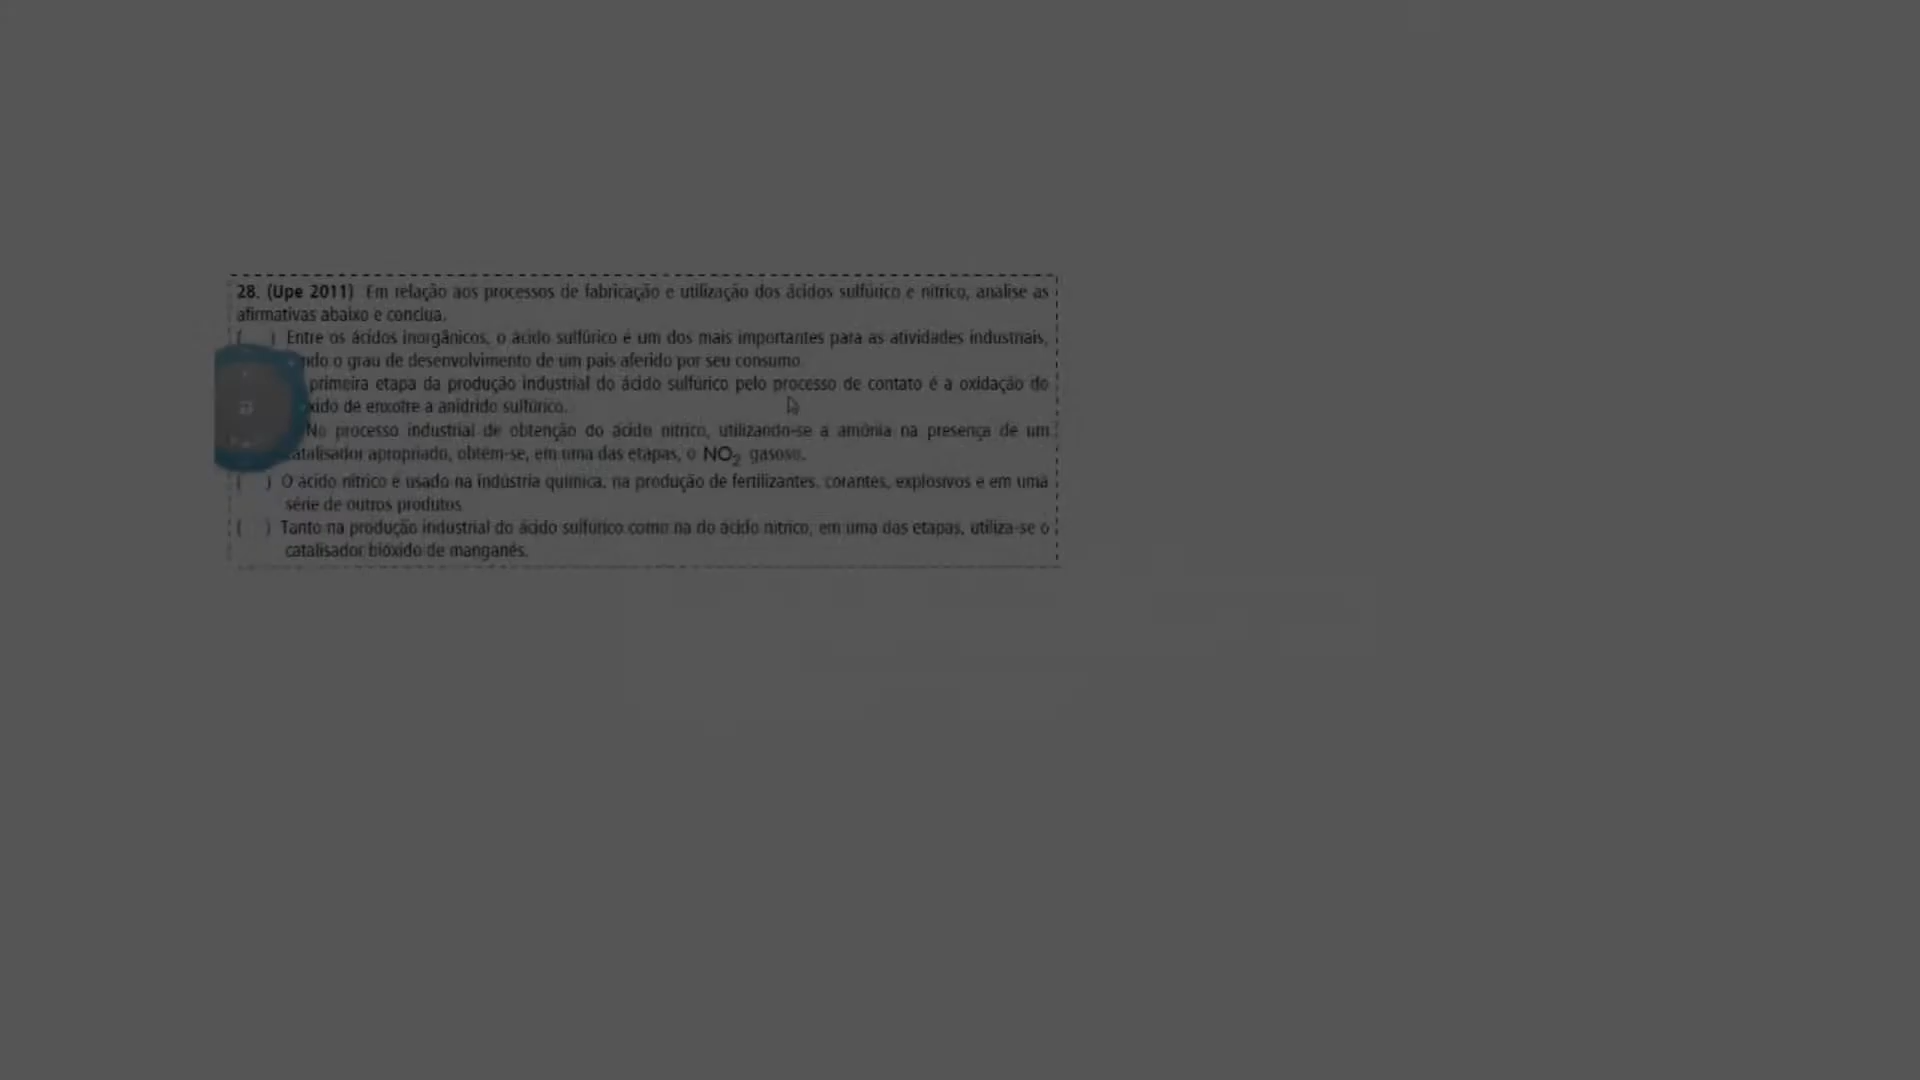 28. (Upe 2011) Em relação aos processos de fabricação e utilização dos ácidos sulfúrico e nítrico, analise as
afirmativas abaixo e conclua.
( ) Entre os ácidos inorgânicos, o ácido sulfúrico é um dos mais importantes para as atividades industriais,
o grau de desenvolvimento de um país aferido por seu consumo.
primeira etapa da produção industrial do ácido sulfúrico pelo processo de contato é a oxidação do
de enxofre a anidrido sulfúrico.
No processo industrial de obtenção do ácido nítrico, utilizando-se a amônia na presença de um
catalisador apropriado, obtém-se, em uma das etapas, o NO₂ gasoso.
( ) O ácido nítrico é usado na indústria química, na produção de fertilizantes, corantes, explosivos e em uma
série de outros produtos.
( ) Tanto na produção industrial do ácido sulfúrico como na do ácido nítrico, em uma das etapas, utiliza-se o
catalisador bióxido de manganês.